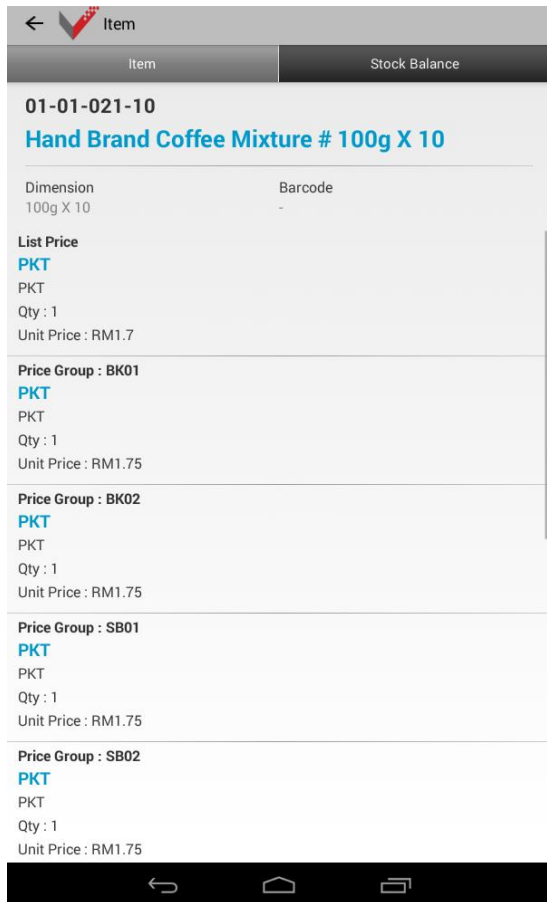 Item
Item Stock Balance
01-01-021-10
Hand Brand Coffee Mixture # 100g X 10
Dimension Barcode
100g X 10 -
List Price
PKT
PKT
Qty : 1
Unit Price : RM1.7
Price Group : BK01
PKT
PKT
Qty : 1
Unit Price : RM1.75
Price Group : BK02
PKT
PKT
Qty : 1
Unit Price : RM1.75
Price Group : SB01
PKT
PKT
Qty : 1
Unit Price : RM1.75
Price Group : SB02
PKT
PKT
Qty : 1
Unit Price : RM1.75